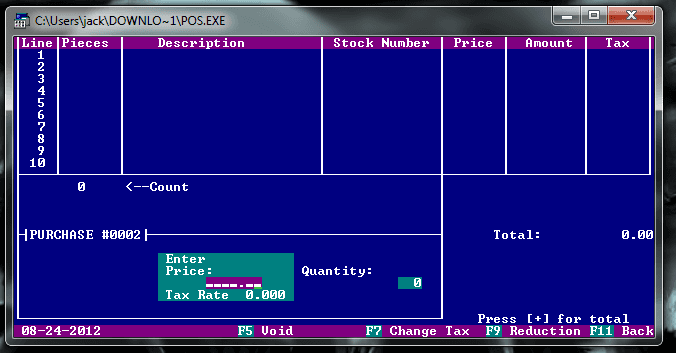 C:\Users\jack\DOWNLO~1\POS.EXE
Line Pieces Description Stock Number Price Amount Tax
1
2
3
4
5
6
7
8
9
10
0 <--Count
PURCHASE #0002 Total: 0.00
Enter
Price: Quantity:
____.__ 0
Tax Rate 0.000
Press [+] for total
08-24-2012 F5 Void F7 Change Tax F9 Reduction F11 Back